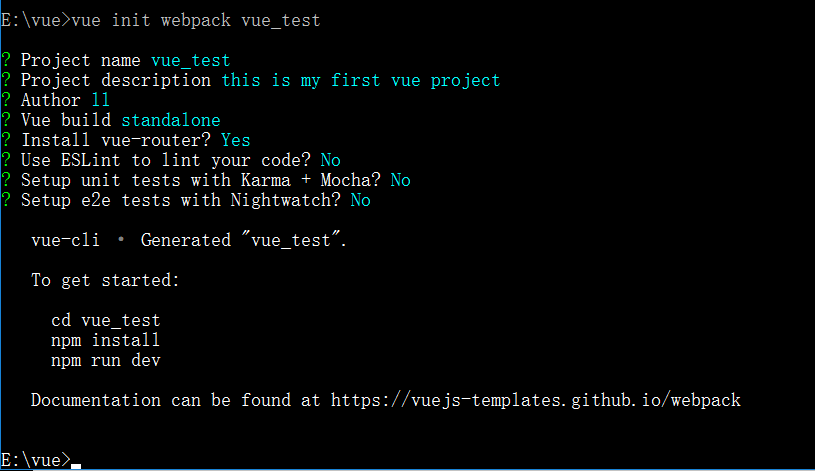 E:\vue>vue init webpack vue_test
? Project name vue_test
? Project description this is my first vue project
? Author ll
? Vue build standalone
? Install vue-router? Yes
? Use ESLint to lint your code? No
? Setup unit tests with Karma + Mocha? No
? Setup e2e tests with Nightwatch? No
vue-cli · Generated "vue_test".
To get started:
cd vue_test
npm install
npm run dev
Documentation can be found at https://vuejs-templates.github.io/webpack
E:\vue>